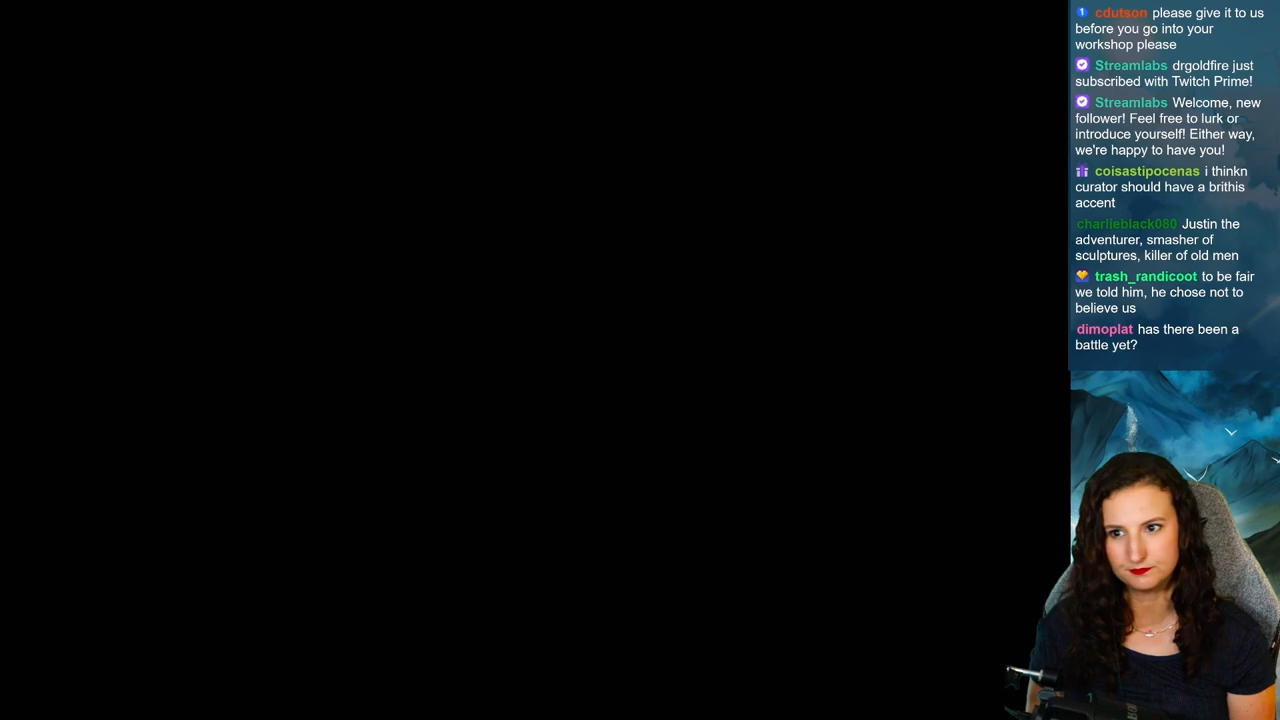 cdutson please give it to us
before you go into your
workshop please
Streamlabs drgoldfire just
subscribed with Twitch Prime!
Streamlabs Welcome, new
follower! Feel free to lurk or
introduce yourself! Either way,
we're happy to have you!
coisastipocenas i thinkn
curator should have a brithis
accent
charlieblack080 Justin the
adventurer, smasher of
sculptures, killer of old men
trash_randicoot to be fair
we told him, he chose not to
believe us
dimoplat has there been a
battle yet?